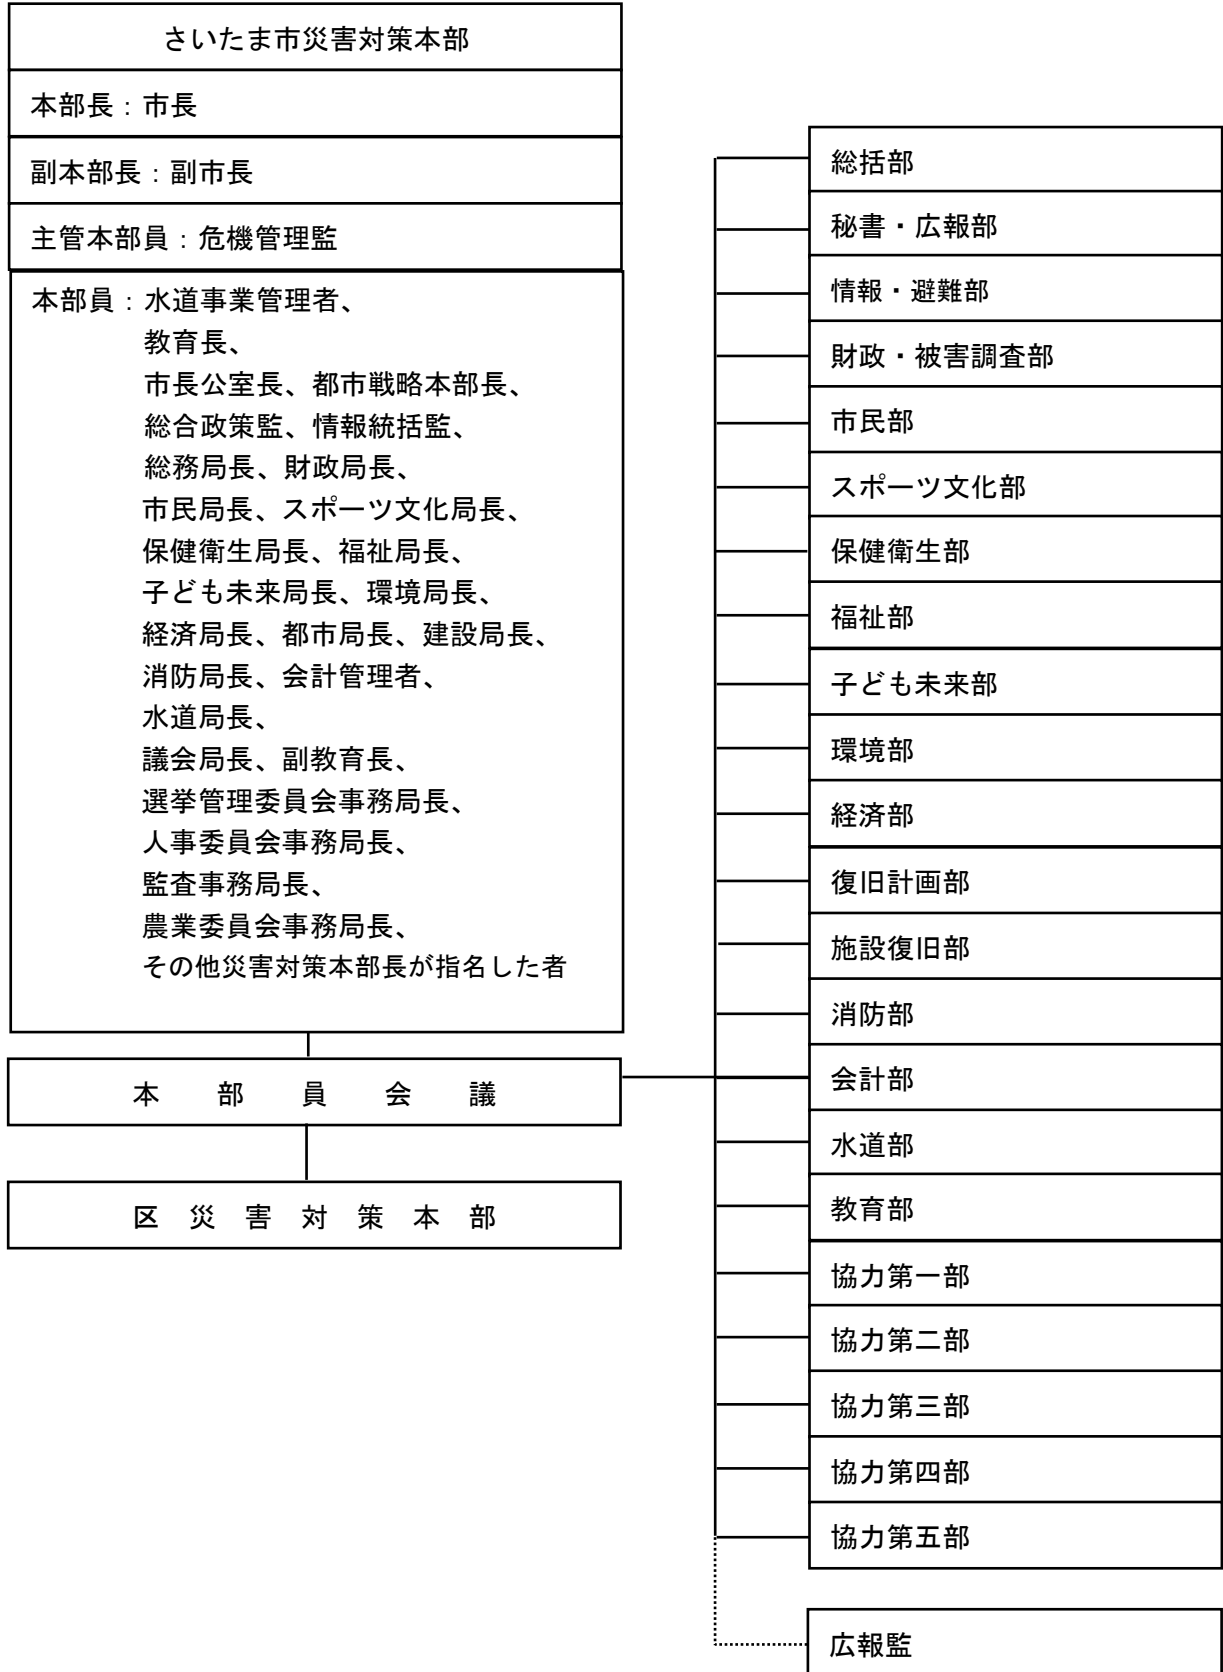 さいたま市災害対策本部
本部長：市長
副本部長：副市長
主管本部員：危機管理監
本部員：水道事業管理者、
教育長、
市長公室長、都市戦略本部長、
総合政策監、情報統括監、
総務局長、財政局長、
市民局長、スポーツ文化局長、
保健衛生局長、福祉局長、
子ども未来局長、環境局長、
経済局長、都市局長、建設局長、
消防局長、会計管理者、
水道局長、
議会局長、副教育長、
選挙管理委員会事務局長、
人事委員会事務局長、
監査事務局長、
農業委員会事務局長、
その他災害対策本部長が指名した者
本部員会議
区災害対策本部
総括部
秘書・広報部
情報・避難部
財政・被害調査部
市民部
スポーツ文化部
保健衛生部
福祉部
子ども未来部
環境部
経済部
復旧計画部
施設復旧部
消防部
会計部
水道部
教育部
協力第一部
協力第二部
協力第三部
協力第四部
協力第五部
広報監